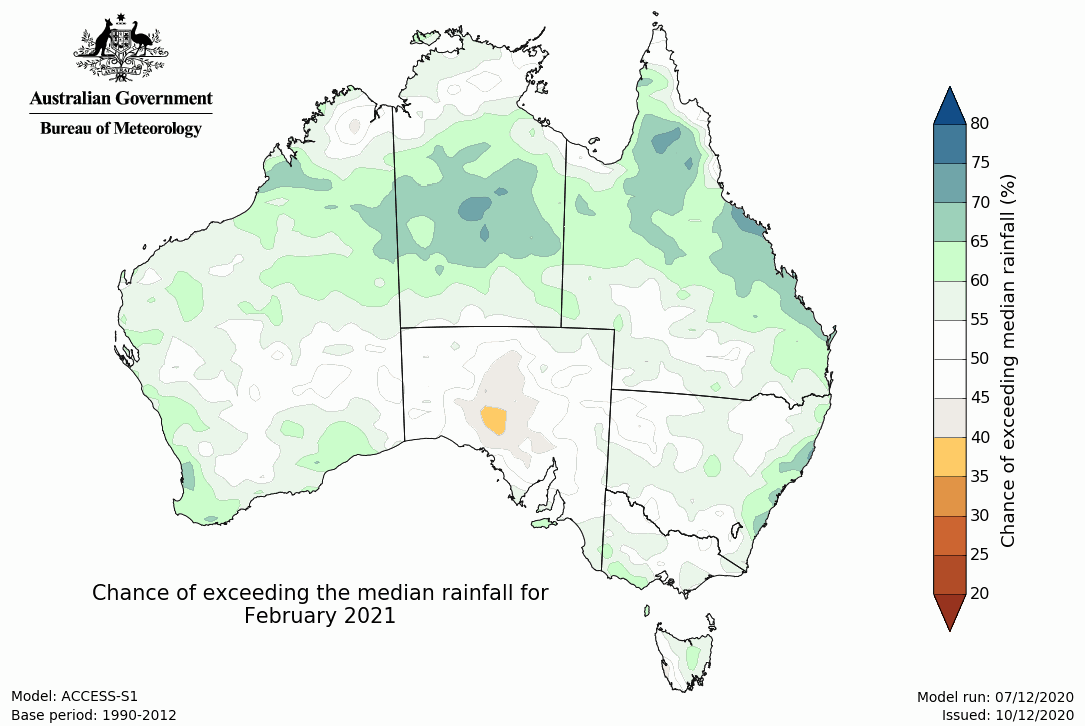 Australian Government
Bureau of Meteorology
80
75
70
65
60
55
50
45
40
35
30
25
20
Chance of exceeding median rainfall (%)
Chance of exceeding the median rainfall for
February 2021
Model: ACCESS-S1
Base period: 1990-2012
Model run: 07/12/2020
Issued: 10/12/2020